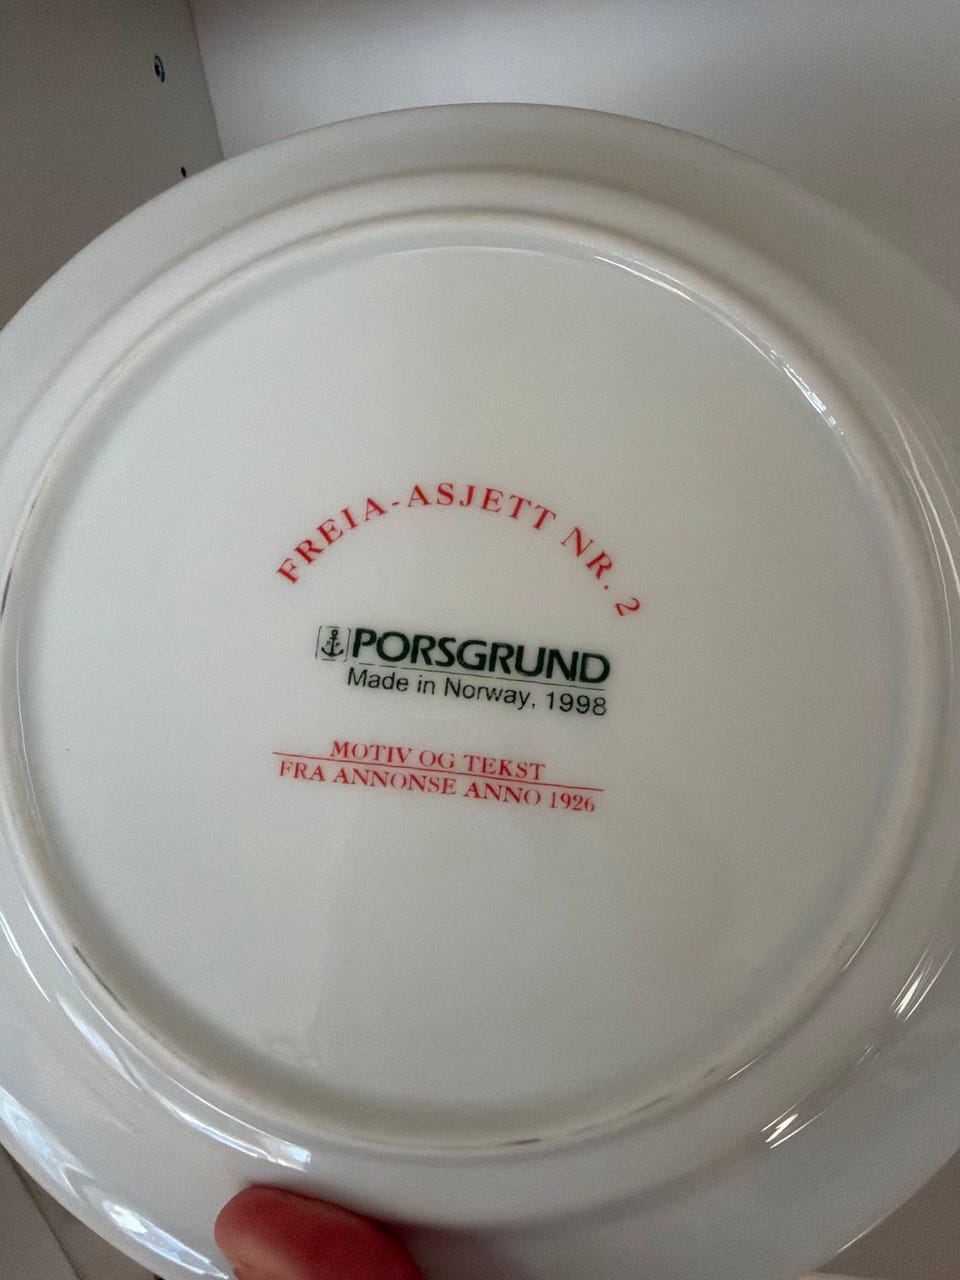 FREIA-ASJETT NR. 2
PORSGRUND
Made in Norway, 1998
MOTIV OG TEKST
FRA ANNONSE ANNO 1926